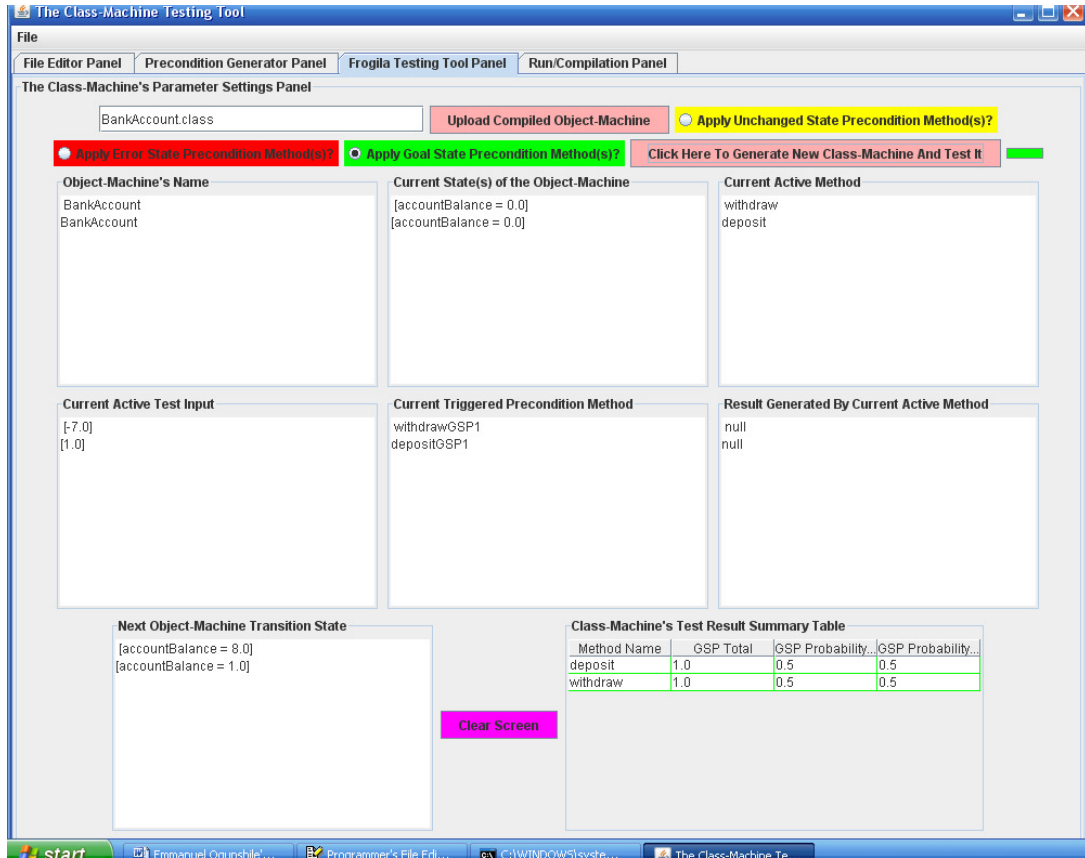 The Class-Machine Testing Tool
File
File Editor Panel
Precondition Generator Panel
Frogila Testing Tool Panel
Run/Compilation Panel
The Class-Machine's Parameter Settings Panel
BankAccount.class
Upload Compiled Object-Machine
Apply Unchanged State Precondition Method(s)?
Apply Error State Precondition Method(s)?
Apply Goal State Precondition Method(s)?
Click Here To Generate New Class-Machine And Test It
Object-Machine's Name
BankAccount
BankAccount
Current State(s) of the Object-Machine
[accountBalance = 0.0]
[accountBalance = 0.0]
Current Active Method
withdraw
deposit
Current Active Test Input
[-7.0]
[1.0]
Current Triggered Precondition Method
withdrawGSP1
depositGSP1
Result Generated By Current Active Method
null
null
Next Object-Machine Transition State
[accountBalance = 8.0]
[accountBalance = 1.0]
Clear Screen
Class-Machine's Test Result Summary Table
Method Name GSP Total GSP Probability... GSP Probability...
deposit 1.0 0.5 0.5
withdraw 1.0 0.5 0.5
start
Emmanuel Ogunshile'...
Programmer's File Edi...
C:\WINDOWS\syste...
The Class-Machine Te...